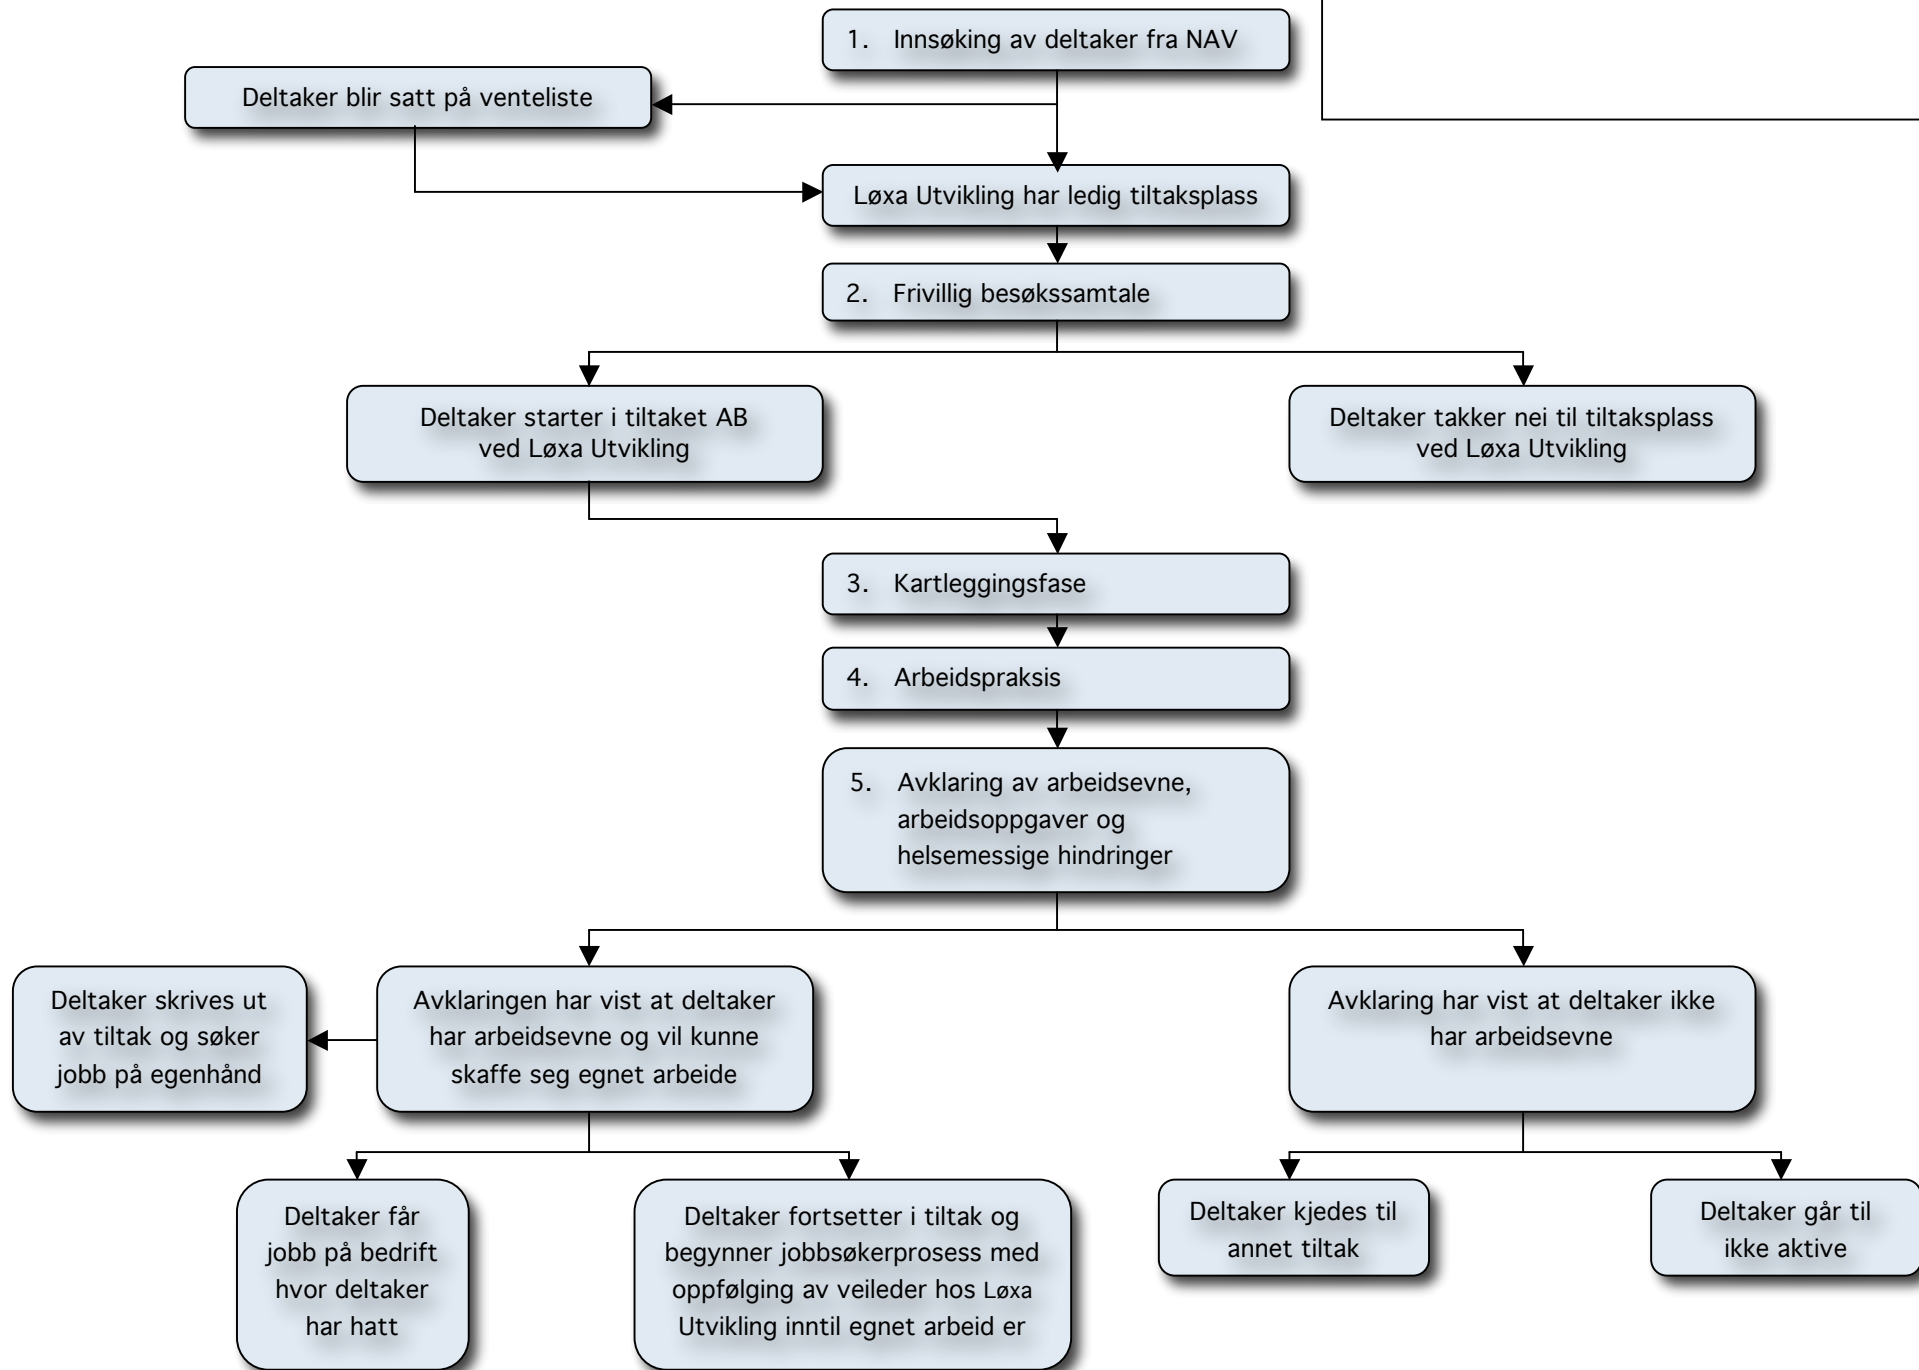 1. Innsøking av deltaker fra NAV
Deltaker blir satt på venteliste
Løxa Utvikling har ledig tiltaksplass
2. Frivillig besøkssamtale
Deltaker starter i tiltaket AB
ved Løxa Utvikling
Deltaker takker nei til tiltaksplass
ved Løxa Utvikling
3. Kartleggingsfase
4. Arbeidspraksis
5. Avklaring av arbeidsevne,
arbeidsoppgaver og
helsemessige hindringer
Deltaker skrives ut
av tiltak og søker
jobb på egenhånd
Avklaringen har vist at deltaker
har arbeidsevne og vil kunne
skaffe seg egnet arbeide
Avklaring har vist at deltaker ikke
har arbeidsevne
Deltaker får
jobb på bedrift
hvor deltaker
har hatt
Deltaker fortsetter i tiltak og
begynner jobbsøkerprosess med
oppfølging av veileder hos Løxa
Utvikling inntil egnet arbeid er
Deltaker kjedes til
annet tiltak
Deltaker går til
ikke aktive